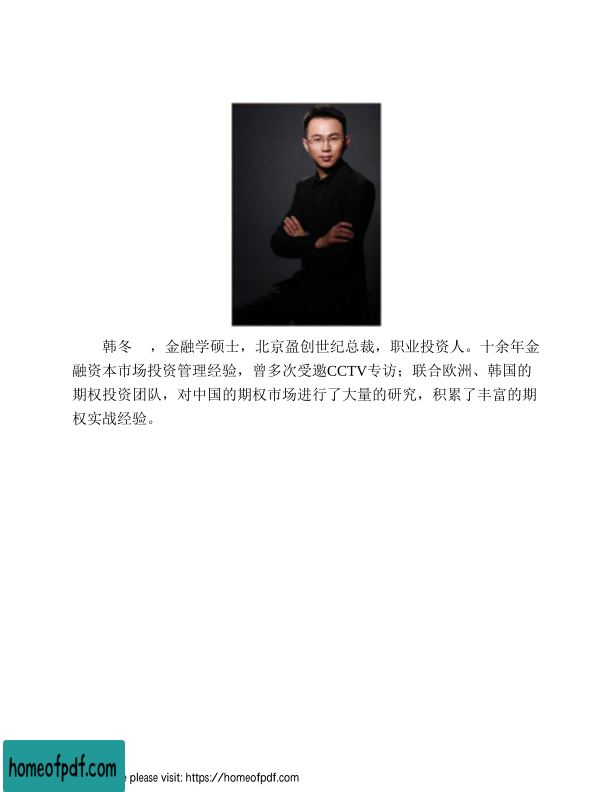 韩冬 ，金融学硕士，北京盈创世纪总裁，职业投资人。十余年金
融资本市场投资管理经验，曾多次受邀CCTV专访；联合欧洲、韩国的
期权投资团队，对中国的期权市场进行了大量的研究，积累了丰富的期
权实战经验。
homeofpdf.com
e please visit: https://homeofpdf.com